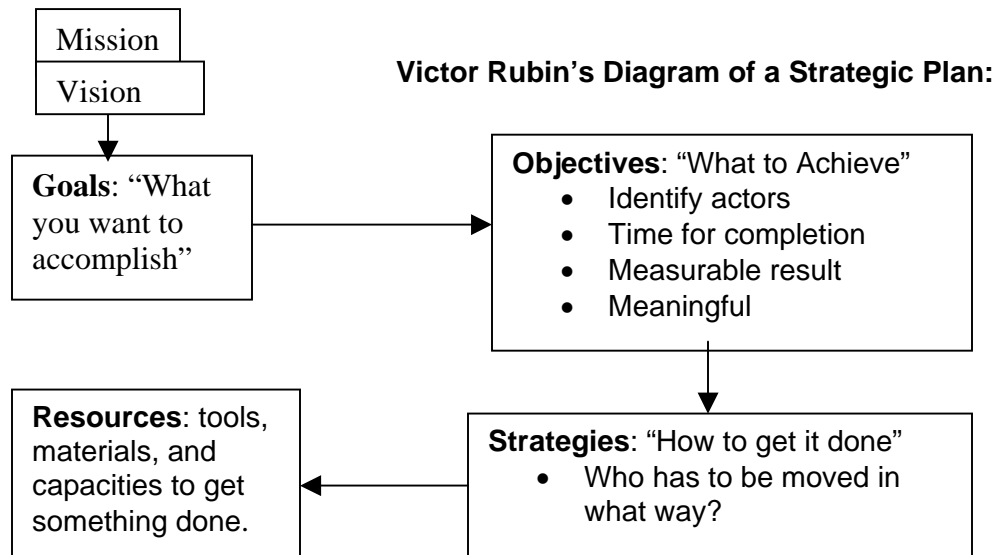 Mission
Vision
Victor Rubin’s Diagram of a Strategic Plan:
Goals: “What
you want to
accomplish”
Objectives: “What to Achieve”
• Identify actors
• Time for completion
• Measurable result
• Meaningful
Strategies: “How to get it done”
• Who has to be moved in
what way?
Resources: tools,
materials, and
capacities to get
something done.